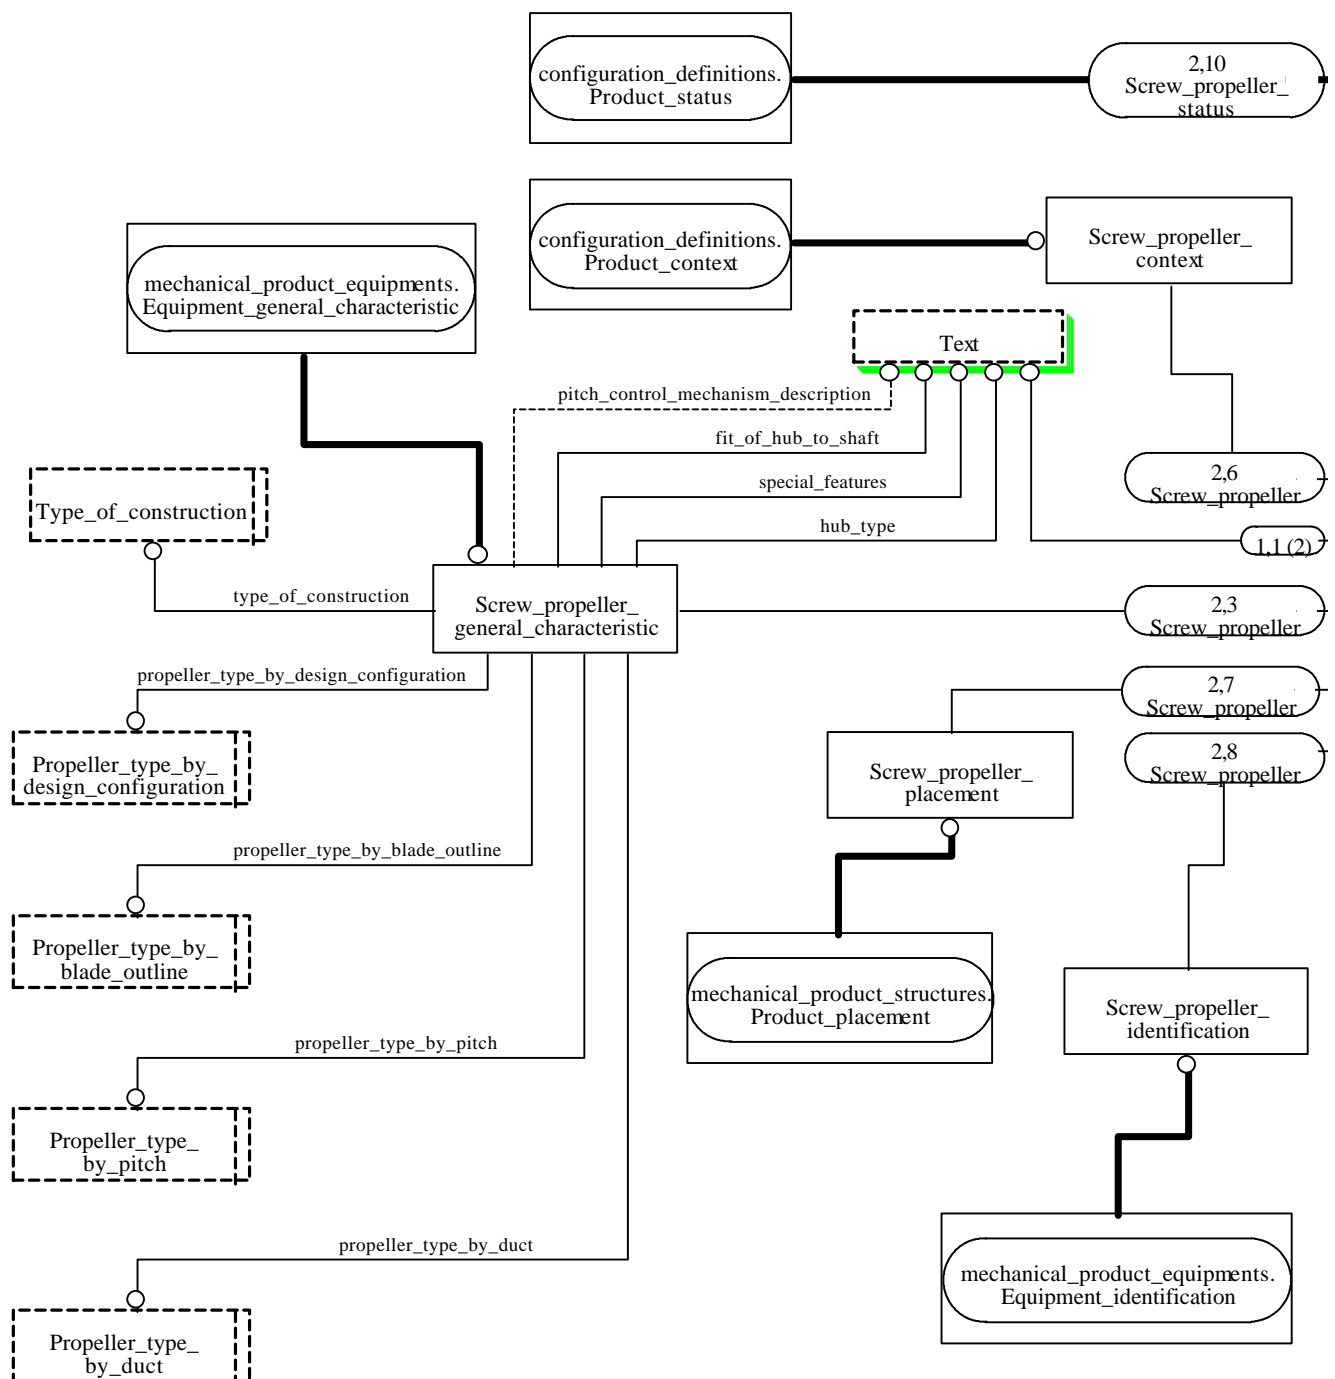 configuration_definitions.
Product_status
2,10
Screw_propeller_
status
configuration_definitions.
Product_context
Screw_propeller_
context
mechanical_product_equipments.
Equipment_general_characteristic
Text
pitch_control_mechanism_description
fit_of_hub_to_shaft
special_features
hub_type
2,6
Screw_propeller
1,1 (2)
Type_of_construction
type_of_construction
Screw_propeller_
general_characteristic
2,3
Screw_propeller
propeller_type_by_design_configuration
2,7
Screw_propeller
Propeller_type_by_
design_configuration
Screw_propeller_
placement
2,8
Screw_propeller
propeller_type_by_blade_outline
Propeller_type_by_
blade_outline
mechanical_product_structures.
Product_placement
Screw_propeller_
identification
propeller_type_by_pitch
Propeller_type_
by_pitch
propeller_type_by_duct
mechanical_product_equipments.
Equipment_identification
Propeller_type_
by_duct